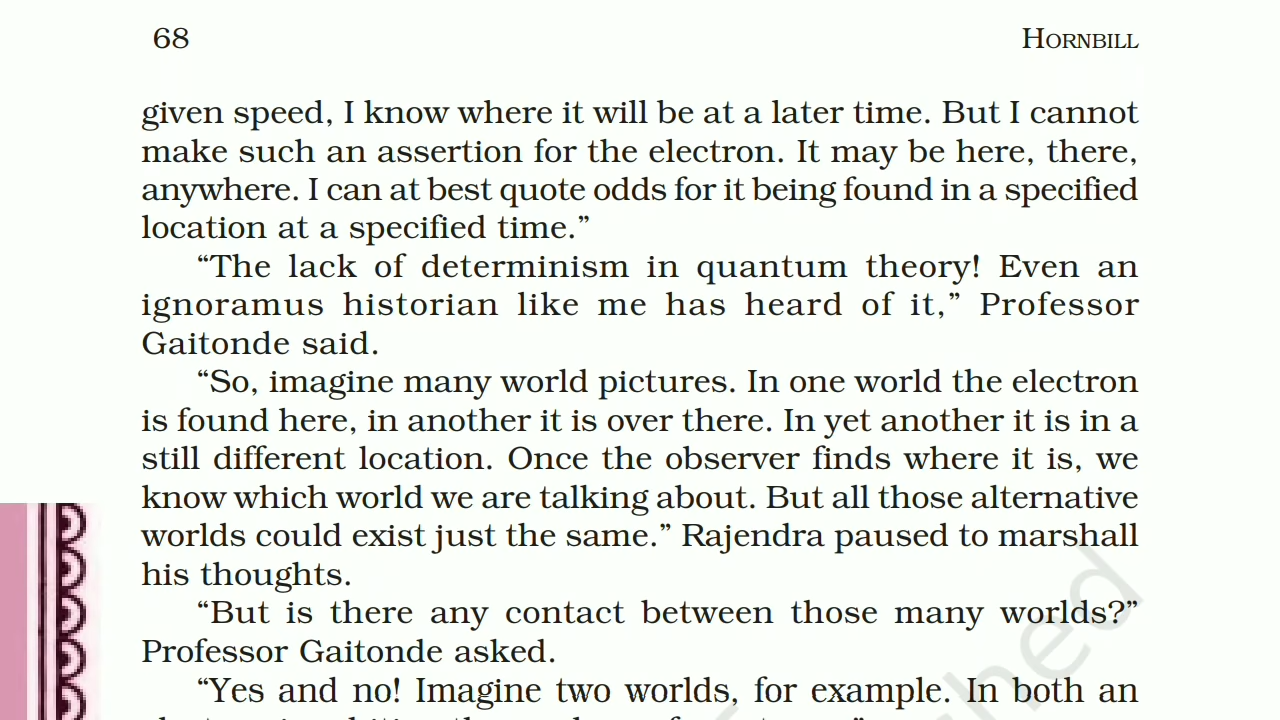 68 HORNBILL
given speed, I know where it will be at a later time. But I cannot
make such an assertion for the electron. It may be here, there,
anywhere. I can at best quote odds for it being found in a specified
location at a specified time.”
“The lack of determinism in quantum theory! Even an
ignoramus historian like me has heard of it,” Professor
Gaitonde said.
“So, imagine many world pictures. In one world the electron
is found here, in another it is over there. In yet another it is in a
still different location. Once the observer finds where it is, we
know which world we are talking about. But all those alternative
worlds could exist just the same.” Rajendra paused to marshall
his thoughts.
“But is there any contact between those many worlds?”
Professor Gaitonde asked.
“Yes and no! Imagine two worlds, for example. In both an